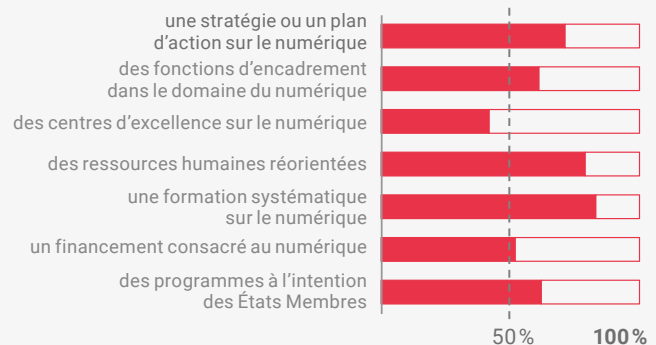 une stratégie ou un plan
d’action sur le numérique
des fonctions d’encadrement
dans le domaine du numérique
des centres d’excellence sur le numérique
des ressources humaines réorientées
une formation systématique
sur le numérique
un financement consacré au numérique
des programmes à l’intention
des États Membres
50 % 100 %